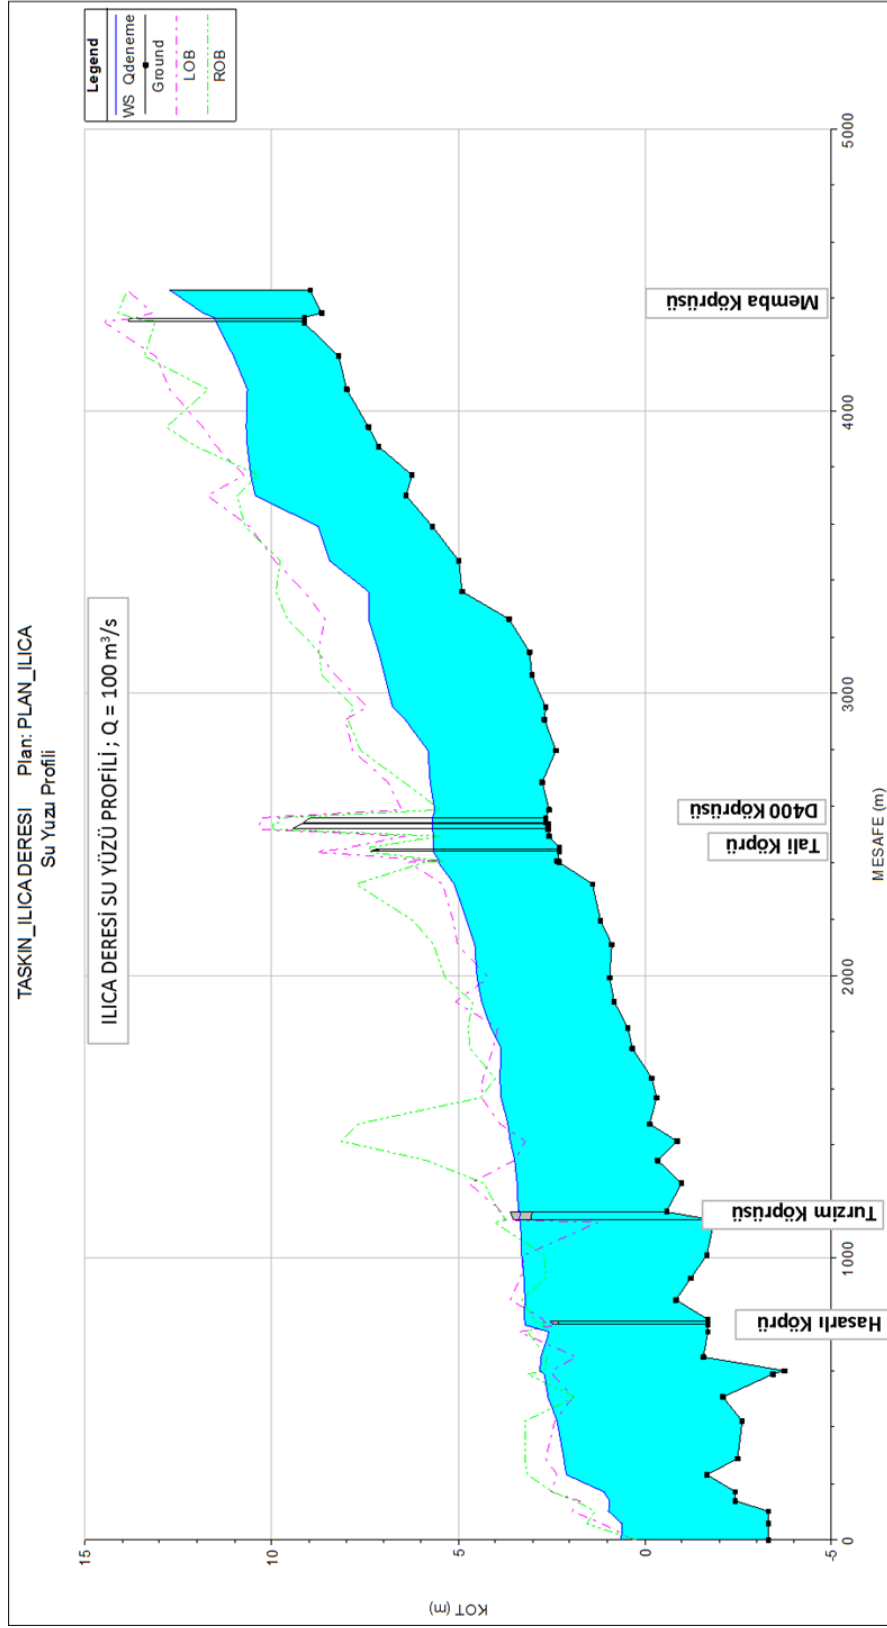 TASKIN_ILICA DERESI Plan: PLAN_ILICA
Su Yuzu Profili
ILICA DERESİ SU YÜZÜ PROFİLİ ; Q = 100 m³/s
Legend
WS Qdeneme
Ground
LOB
ROB
KOT (m)
15
10
5
0
-5
0
1000
2000
3000
4000
5000
MESAFE (m)
Hasarlı Köprü
Turzim Köprüsü
Tali Köprü
D400 Köprüsü
Memba Köprüsü